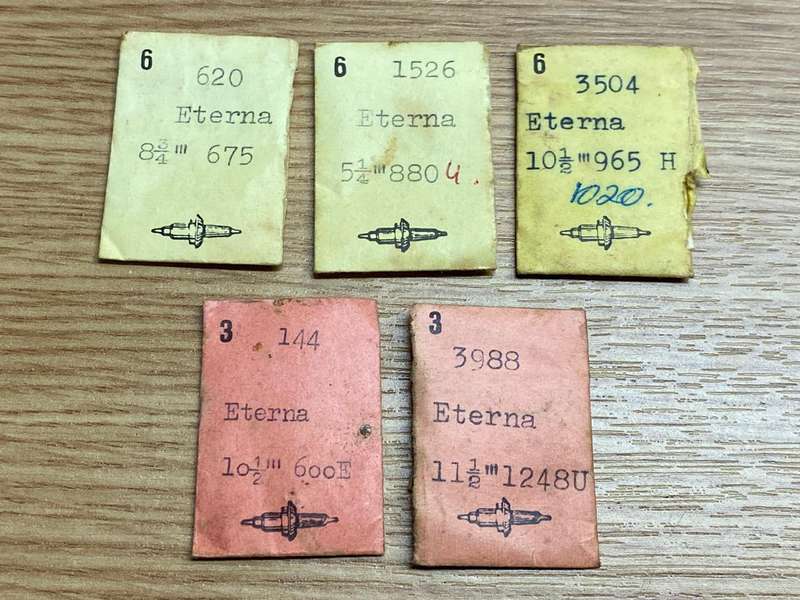 6
620
Eterna
8¾''' 675
6
1526
Eterna
5¼''' 880 U.
6
3504
Eterna
10½''' 965 H
1020.
3
144
Eterna
10½''' 600E
3
3988
Eterna
11½''' 1248U